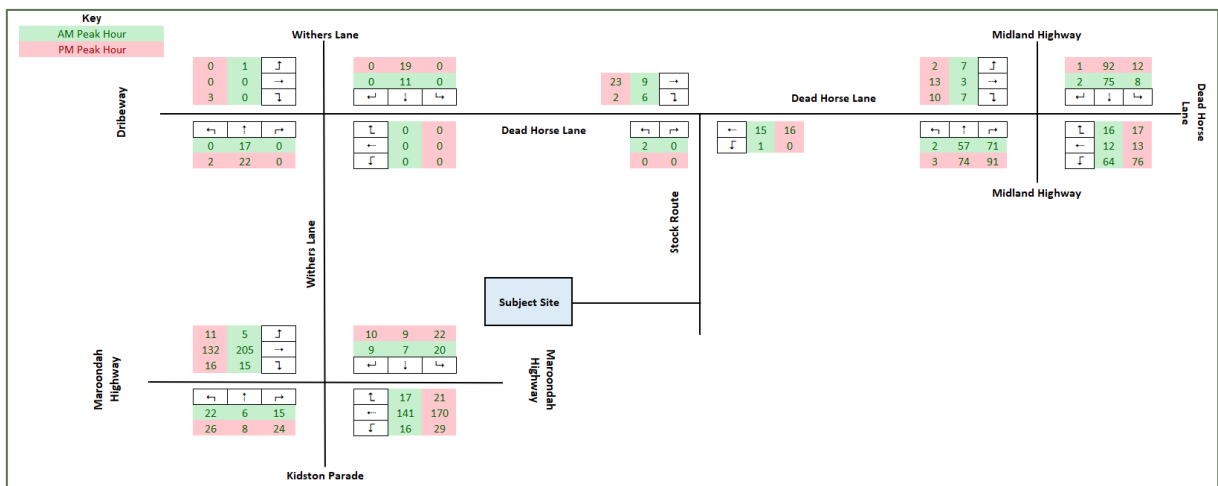 Key
AM Peak Hour
PM Peak Hour
Withers Lane
Midland Highway
0 1 ⮥
0 0 →
3 0 ⮧
0 19 0
0 11 0
↵ ↓ ↳
23 9 →
2 6 ⮧
2 7 ⮥
13 3 →
10 7 ⮧
1 92 12
2 75 8
↵ ↓ ↳
Dribeway
Dead Horse Lane
Dead Horse
Lane
Dead Horse Lane
↰ ↑ ↱
0 17 0
2 22 0
↰ 0 0
← 0 0
↲ 0 0
↰ ↱
2 0
0 0
← 15 16
↲ 1 0
↰ ↑ ↱
2 57 71
3 74 91
↰ 16 17
← 12 13
↲ 64 76
Midland Highway
Withers Lane
Stock Route
Subject Site
11 5 ⮥
132 205 →
16 15 ⮧
10 9 22
9 7 20
↵ ↓ ↳
Maroondah
Highway
Maroondah
Highway
↰ ↑ ↱
22 6 15
26 8 24
↰ 17 21
← 141 170
↲ 16 29
Kidston Parade